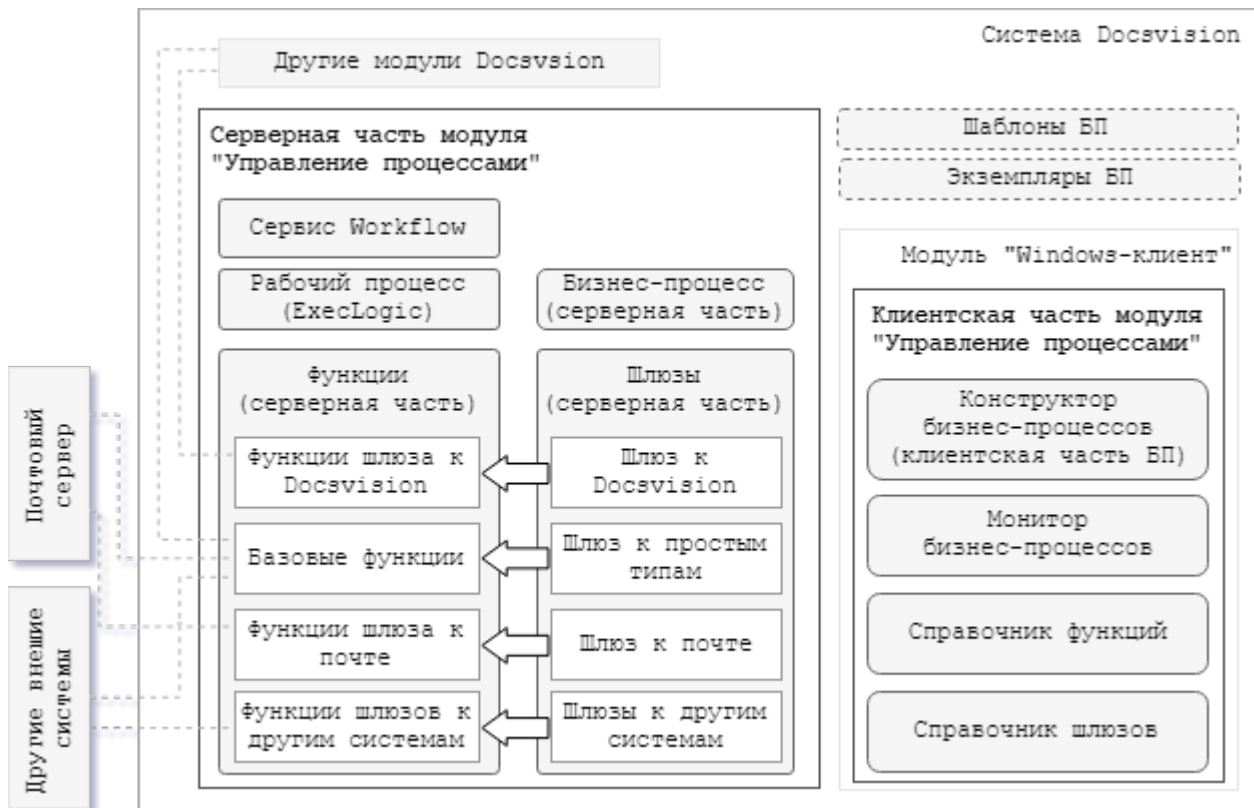 Система Docsvision
Другие модули Docsvsion
Серверная часть модуля
"Управление процессами"
Сервис Workflow
Рабочий процесс
(ExecLogic)
Бизнес-процесс
(серверная часть)
Функции
(серверная часть)
Шлюзы
(серверная часть)
Функции шлюза к
Docsvision
Шлюз к
Docsvision
Базовые функции
Шлюз к простым
типам
Функции шлюза к
почте
Шлюз к почте
Функции шлюзов к
другим системам
Шлюзы к другим
системам
Почтовый
сервер
Другие внешие
системы
Шаблоны БП
Экземпляры БП
Модуль "Windows-клиент"
Клиентская часть модуля
"Управление процессами"
Конструктор
бизнес-процессов
(клиентская часть БП)
Монитор
бизнес-процессов
Справочник функций
Справочник шлюзов